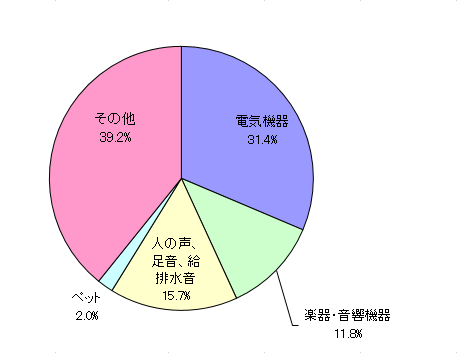 その他
39.2%
電気機器
31.4%
人の声、
足音、給
排水音
15.7%
ペット
2.0%
楽器・音響機器
11.8%